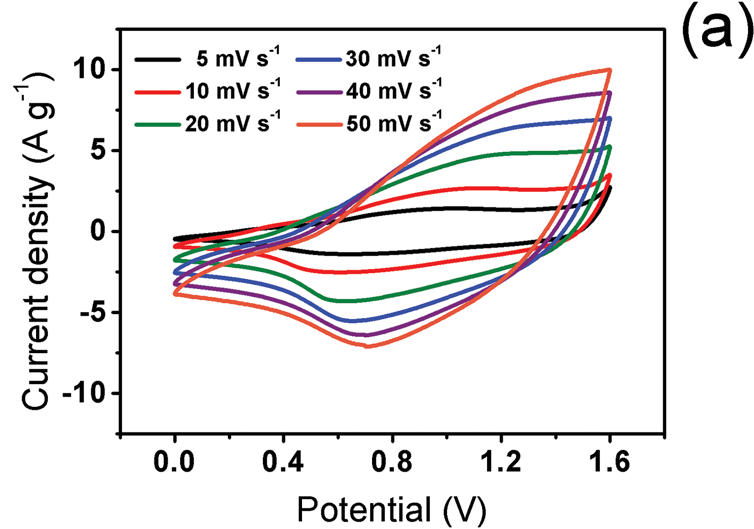 (a)
5 mV s⁻¹ 30 mV s⁻¹
10 mV s⁻¹ 40 mV s⁻¹
20 mV s⁻¹ 50 mV s⁻¹
10
5
0
-5
-10
Current density (A g⁻¹)
0.0 0.4 0.8 1.2 1.6
Potential (V)